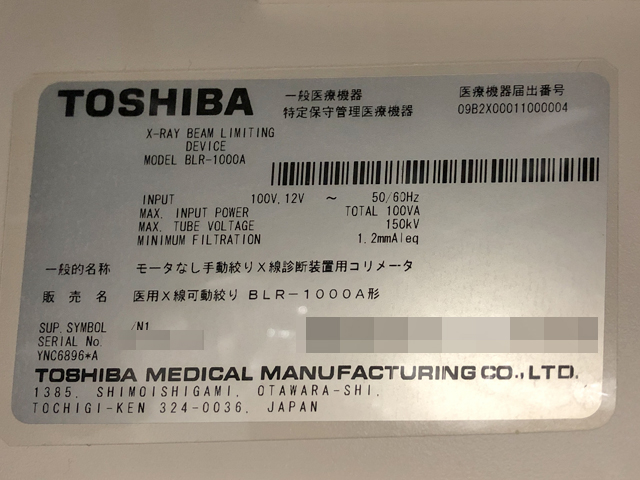 TOSHIBA
一般医療機器
特定保守管理医療機器
医療機器届出番号
09B2X00011000004
X-RAY BEAM LIMITING
DEVICE
MODEL BLR-1000A
INPUT 100V, 12V ~ 50/60Hz
MAX. INPUT POWER TOTAL 100VA
MAX. TUBE VOLTAGE 150kV
MINIMUM FILTRATION 1.2mmAleq
一般的名称 モータなし手動絞りX線診断装置用コリメータ
販売名 医用X線可動絞り BLR-1000A形
SUP. SYMBOL /N1
SERIAL No.
YNC6896*A
TOSHIBA MEDICAL MANUFACTURING CO., LTD.
1385, SHIMOISHIGAMI, OTAWARA-SHI,
TOCHIGI-KEN 324-0036, JAPAN